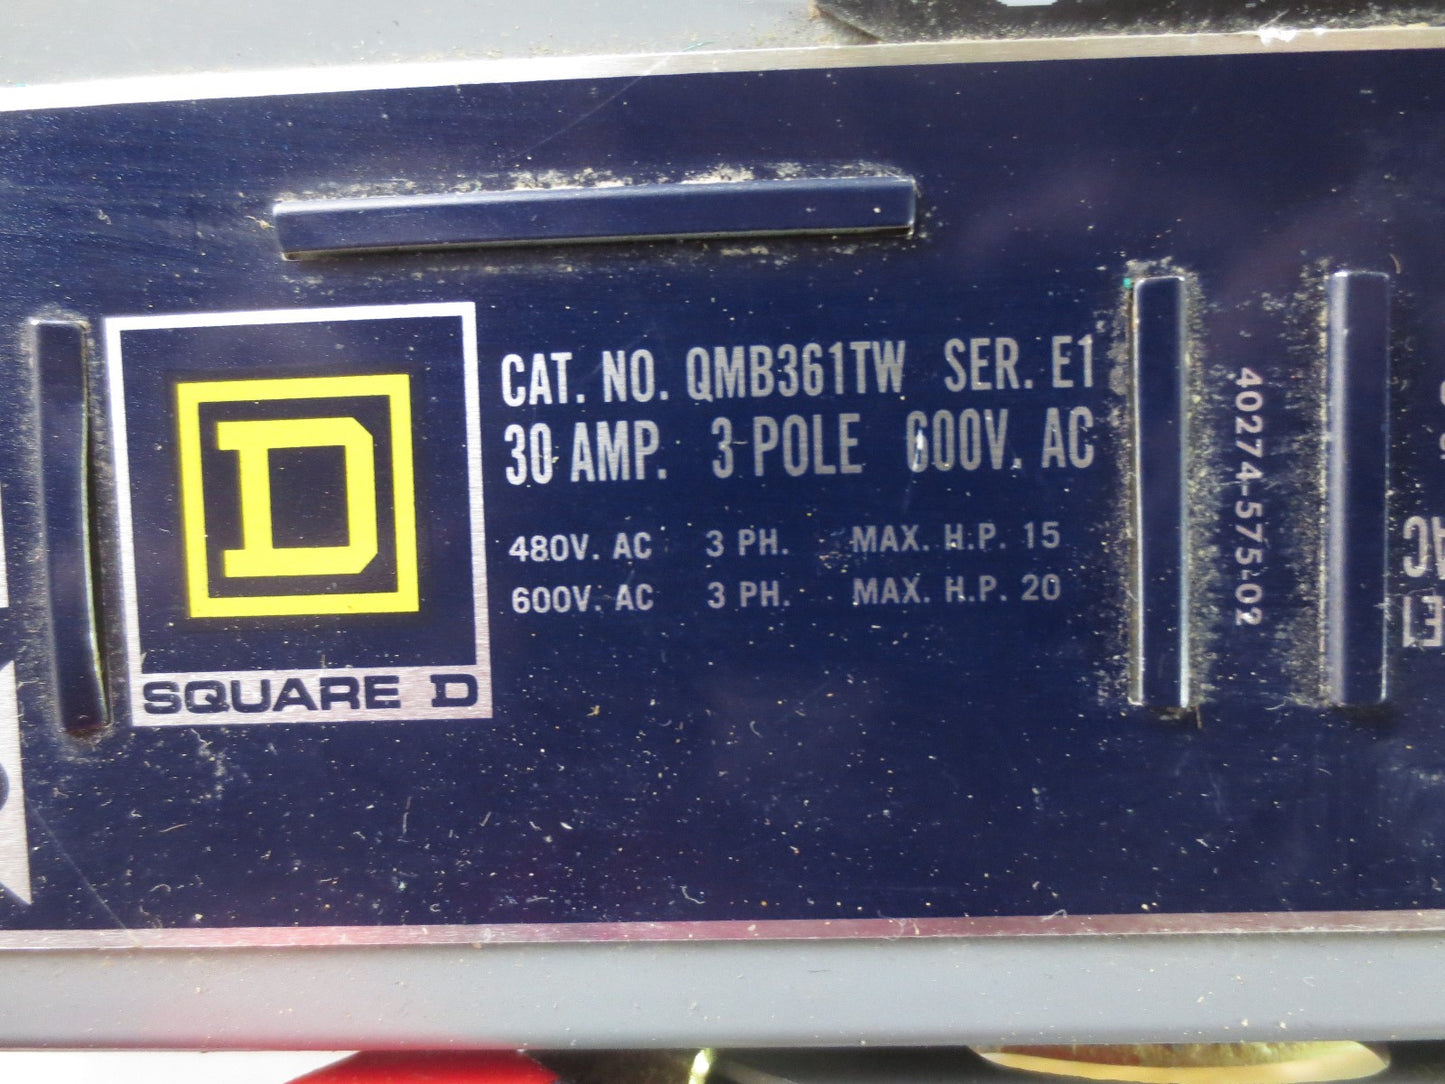 CAT. NO. QMB361TW SER. E1
30 AMP. 3-POLE 600V. AC
480V. AC 3 PH. MAX. H.P. 15
600V. AC 3 PH. MAX. H.P. 20
D
SQUARE D
40274-575-02